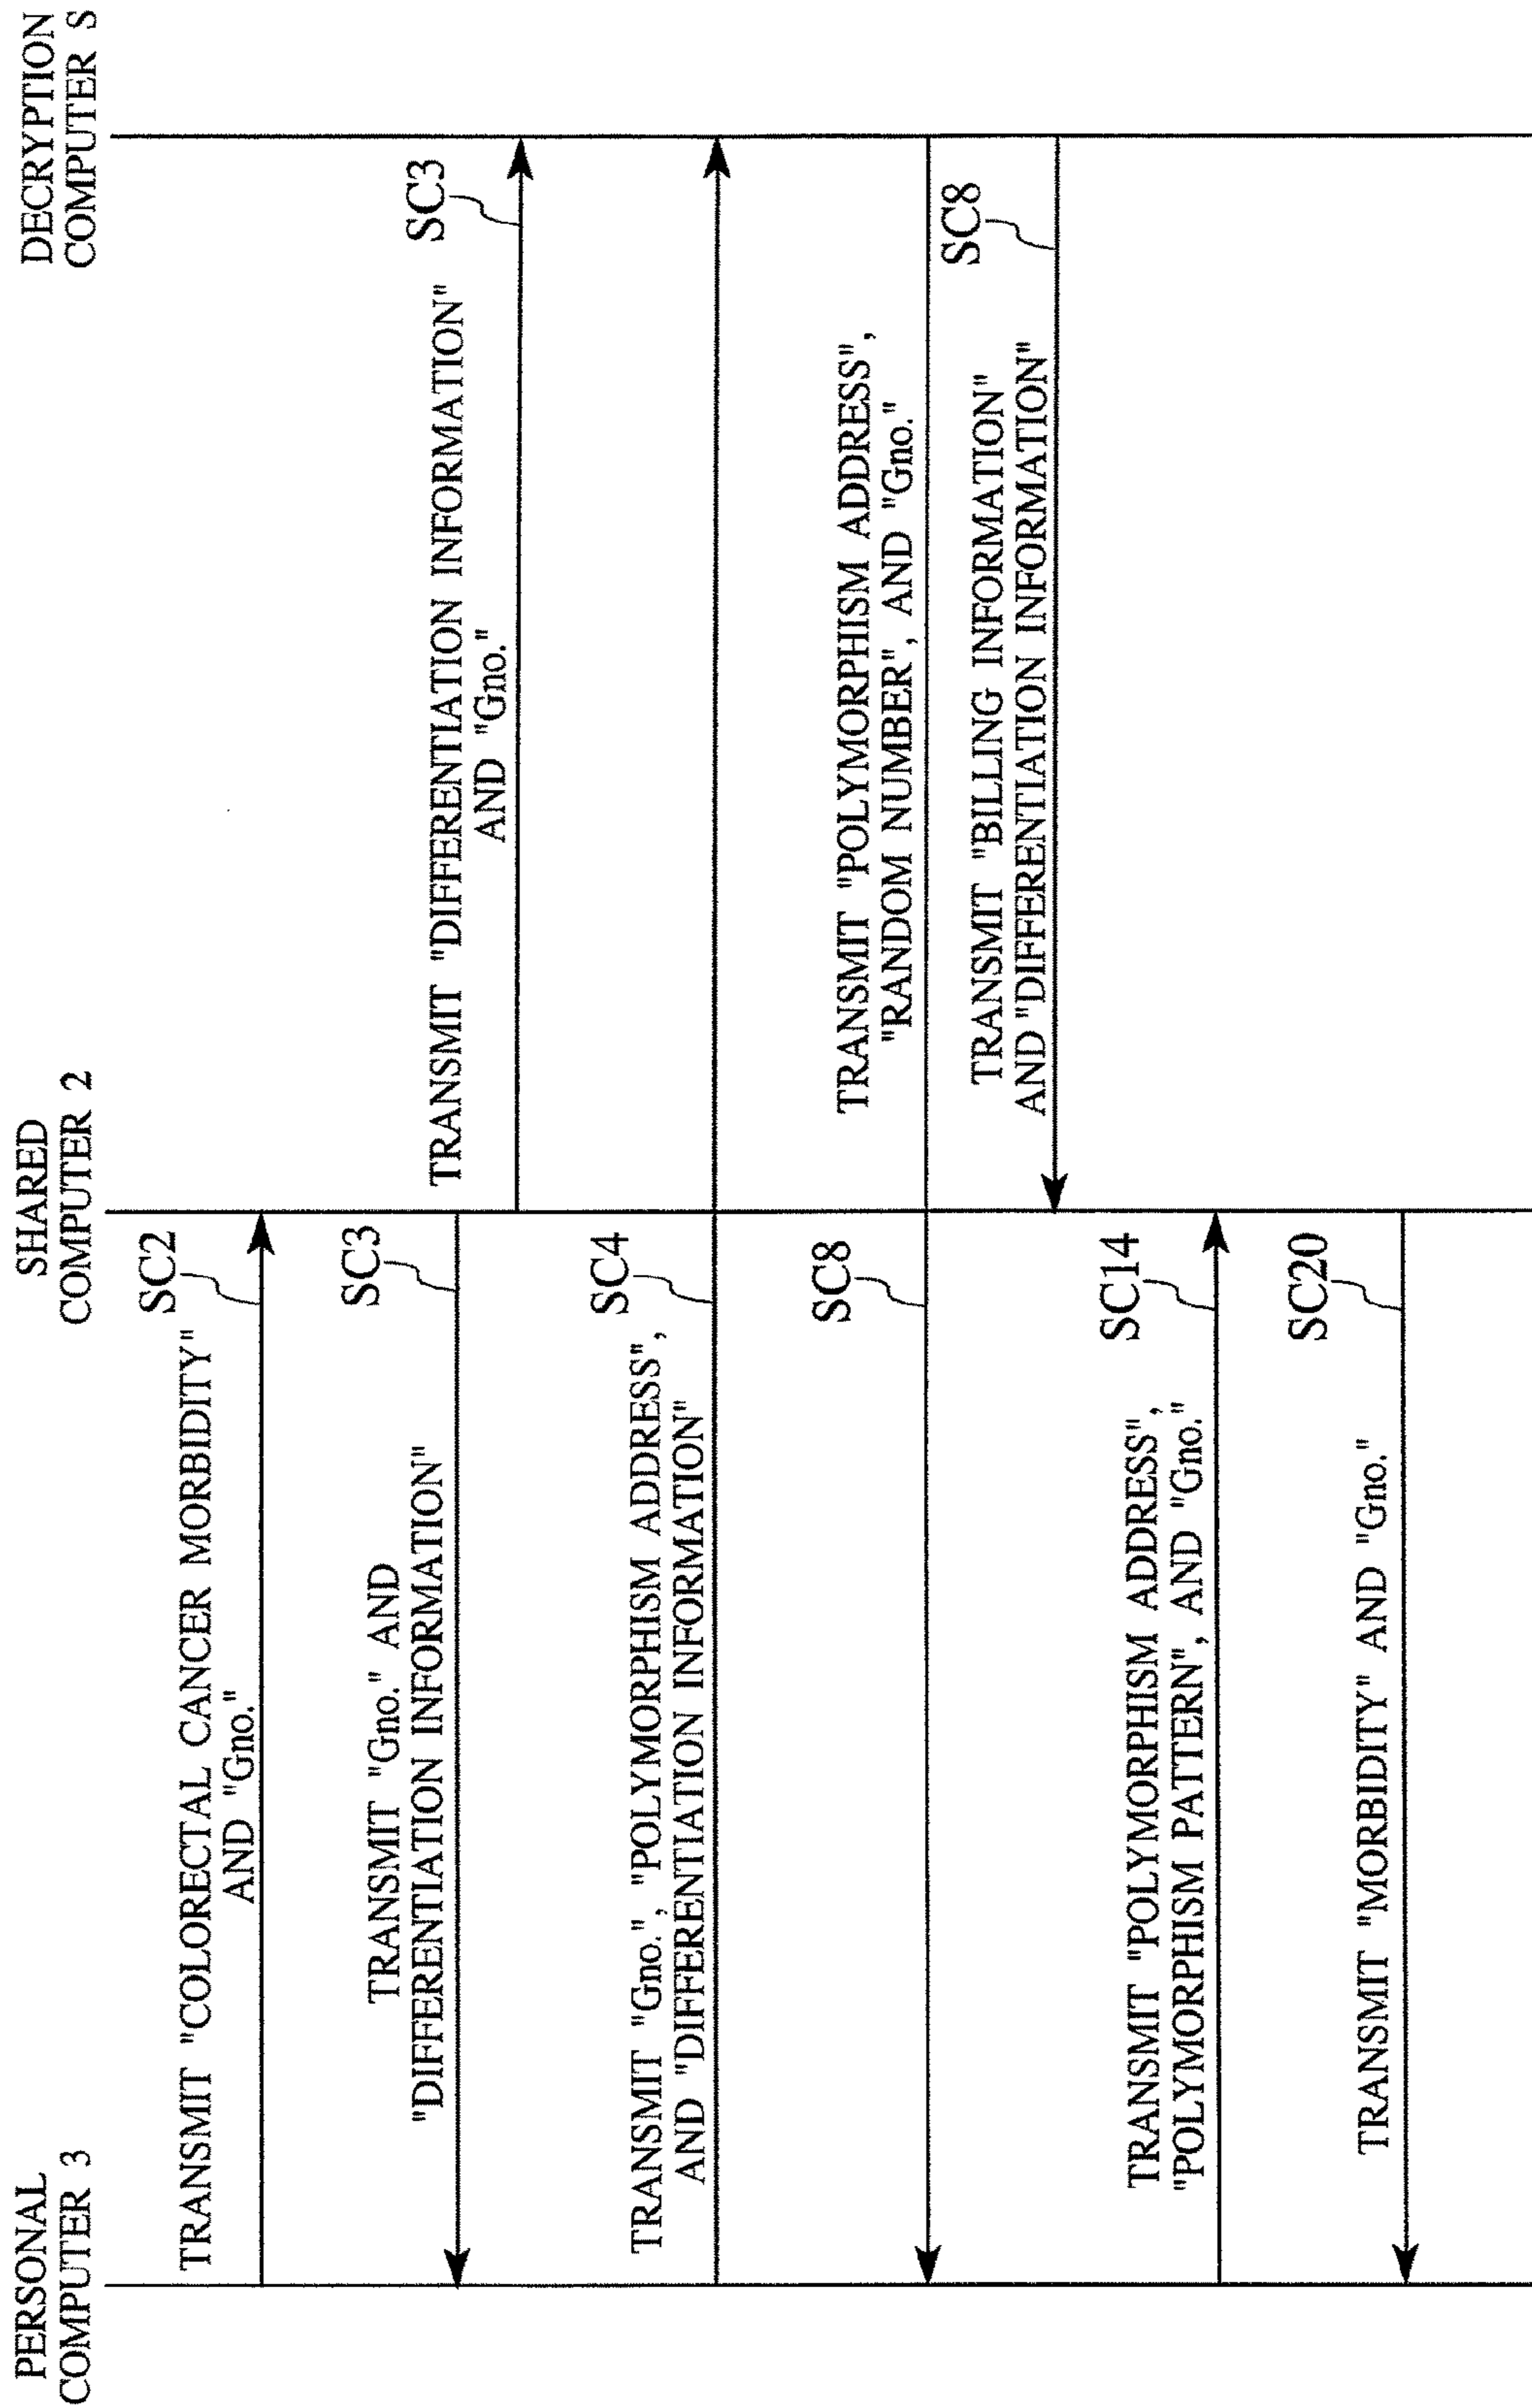 PERSONAL
COMPUTER 3
SHARED
COMPUTER 2
DECRYPTION
COMPUTER S
TRANSMIT "COLORECTAL CANCER MORBIDITY"
AND "Gno."
SC2
TRANSMIT "Gno." AND
"DIFFERENTIATION INFORMATION"
SC3
TRANSMIT "DIFFERENTIATION INFORMATION"
AND "Gno."
SC3
TRANSMIT "Gno.", "POLYMORPHISM ADDRESS",
AND "DIFFERENTIATION INFORMATION"
SC4
SC8
TRANSMIT "POLYMORPHISM ADDRESS",
"RANDOM NUMBER", AND "Gno."
TRANSMIT "BILLING INFORMATION"
AND "DIFFERENTIATION INFORMATION"
SC8
TRANSMIT "POLYMORPHISM ADDRESS",
"POLYMORPHISM PATTERN", AND "Gno."
SC14
TRANSMIT "MORBIDITY" AND "Gno."
SC20